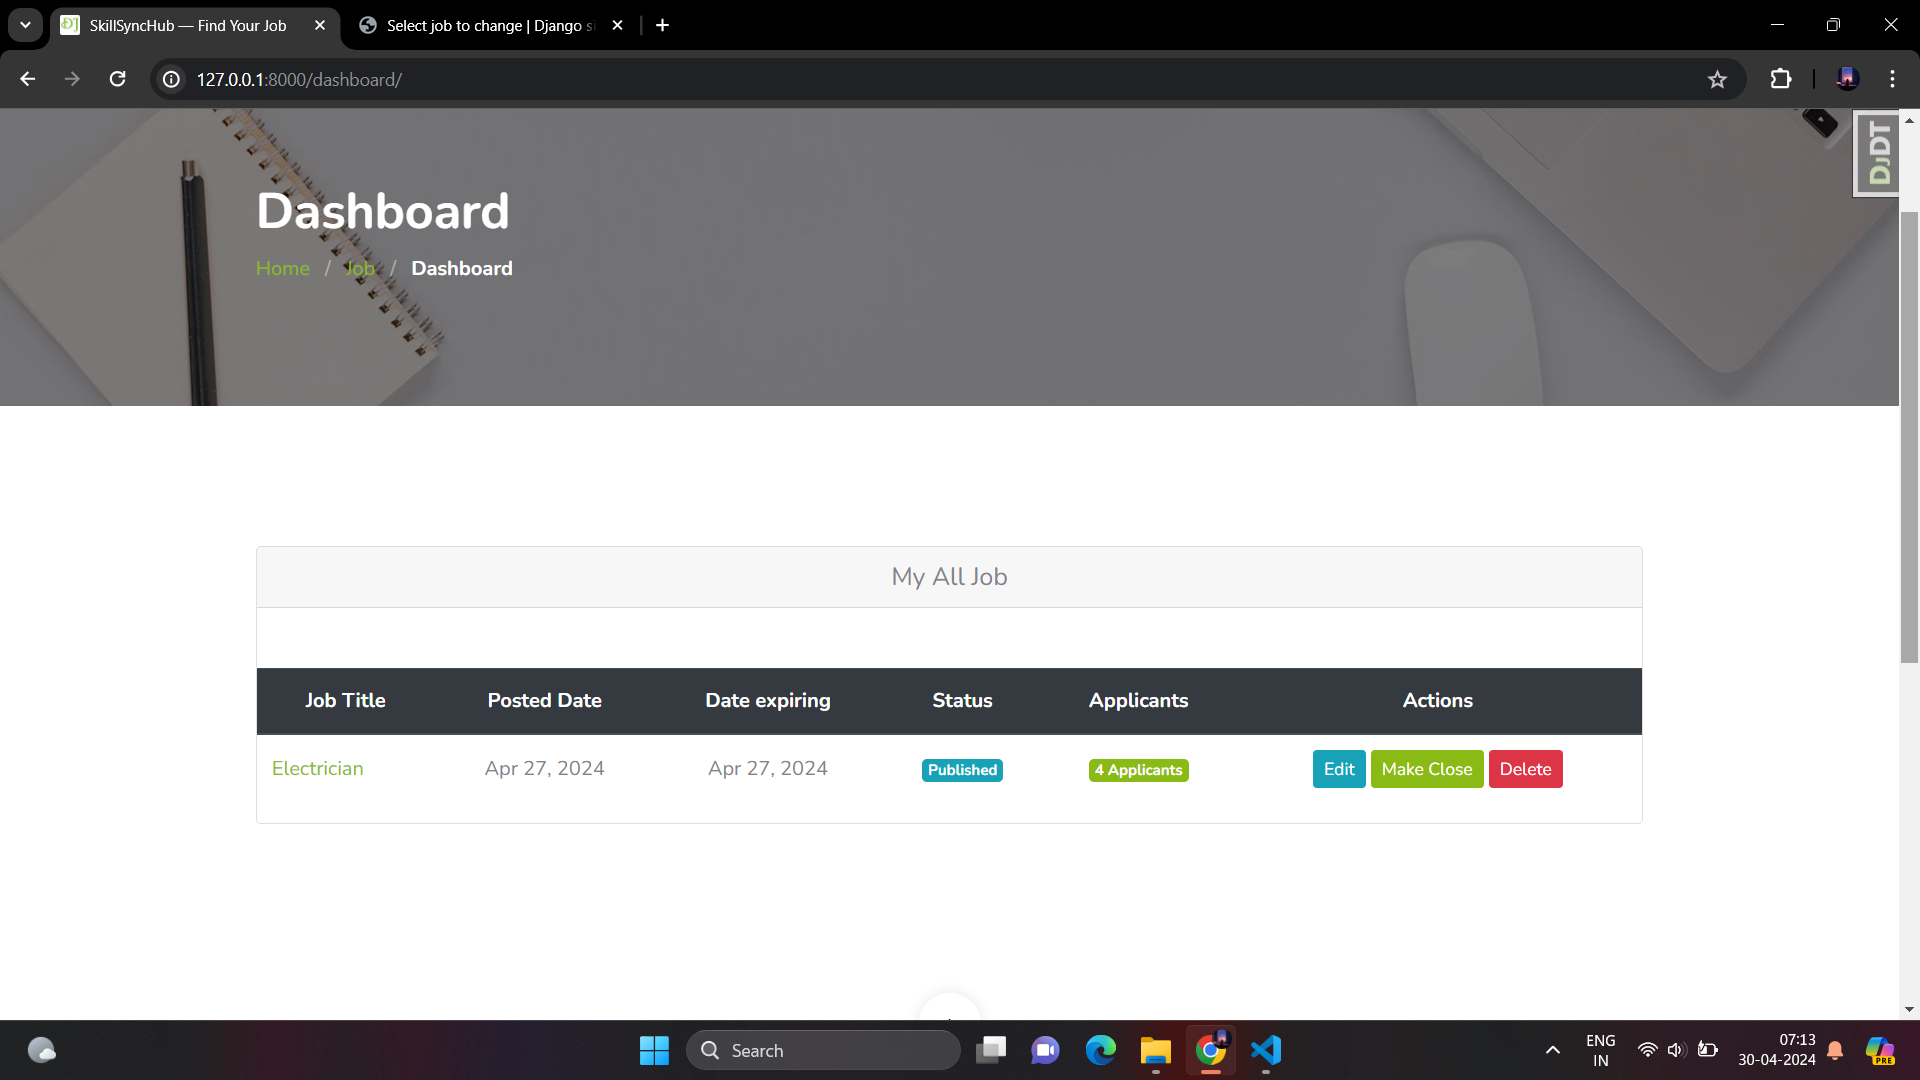 SkillSyncHub — Find Your Job
Select job to change | Django si
127.0.0.1:8000/dashboard/
DJDT
Dashboard
Home / Job / Dashboard
My All Job
Job Title Posted Date Date expiring Status Applicants Actions
Electrician Apr 27, 2024 Apr 27, 2024 Published 4 Applicants Edit Make Close Delete
Search
ENG
IN
07:13
30-04-2024
PRE